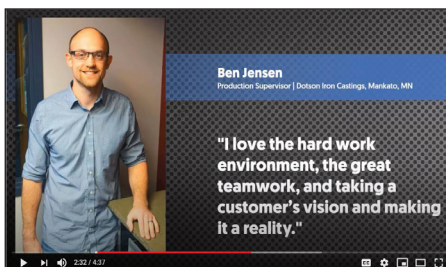 Ben Jensen
Production Supervisor | Dotson Iron Castings, Mankato, MN
"I love the hard work
environment, the great
teamwork, and taking a
customer's vision and making
it a reality."
2:32 / 4:37
CC